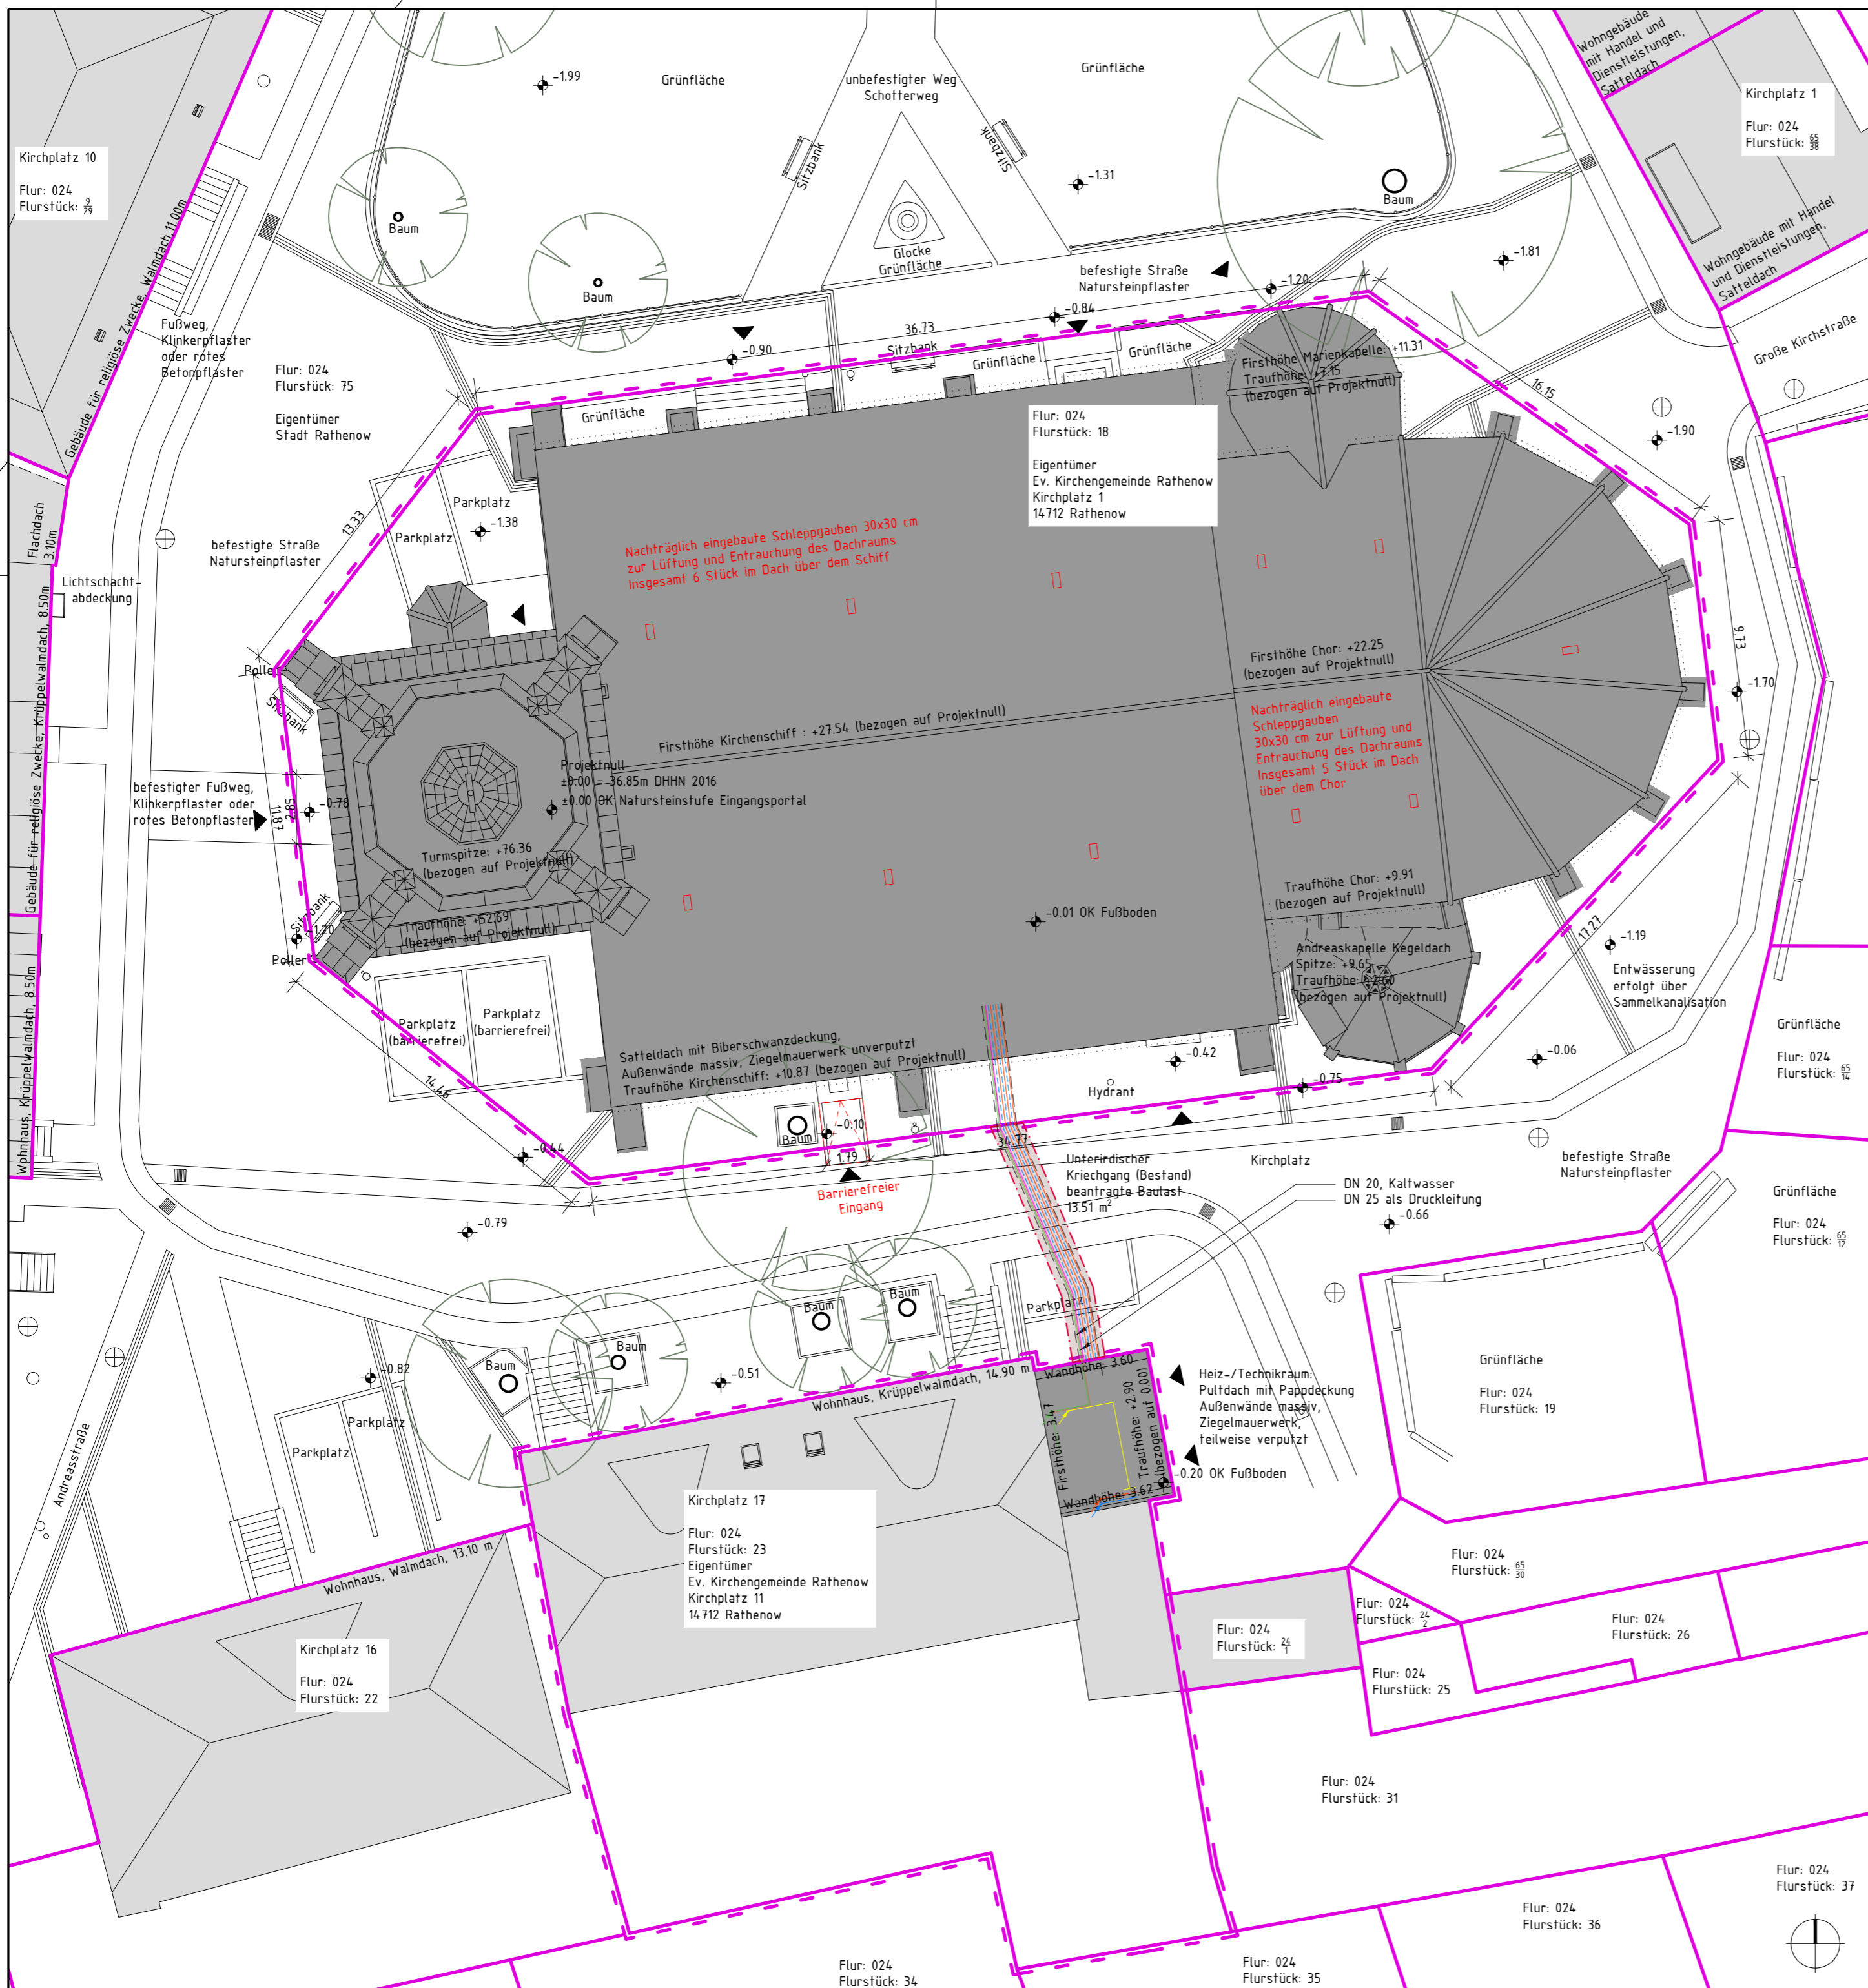 Kirchplatz 10
Flur: 024
Flurstück: 9/29
Gebäude für religiöse Zwecke, Walmdach, 11.00m
Fußweg,
Klinkerpflaster
oder rotes
Betonpflaster
Flur: 024
Flurstück: 75
Eigentümer
Stadt Rathenow
-1.99
Grünfläche
unbefestigter Weg
Schotterweg
Grünfläche
Sitzbank
Sitzbank
-1.31
Baum
Baum
Baum
Glocke
Grünfläche
befestigte Straße
Natursteinpflaster
-1.20
-1.81
-0.84
-0.90
36.73
Wohngebäude
mit Handel und
Dienstleistungen,
Satteldach
Kirchplatz 1
Flur: 024
Flurstück: 65/38
Wohngebäude mit Handel
und Dienstleistungen,
Satteldach
Große Kirchstraße
Sitzbank
Grünfläche
Grünfläche
Grünfläche
Firsthöhe Marienkapelle: +11.31
Traufhöhe: +7.15
(bezogen auf Projektnull)
16.15
-1.90
Flur: 024
Flurstück: 18
Eigentümer
Ev. Kirchengemeinde Rathenow
Kirchplatz 1
14712 Rathenow
Parkplatz
Parkplatz
-1.38
13.33
befestigte Straße
Natursteinpflaster
Flachdach
3.10m
Lichtschacht-
abdeckung
Nachträglich eingebaute Schleppgauben 30x30 cm
zur Lüftung und Entrauchung des Dachraums
Insgesamt 6 Stück im Dach über dem Schiff
Firsthöhe Chor: +22.25
(bezogen auf Projektnull)
9.73
-1.70
Poller
Sitzbank
Gebäude für religiöse Zwecke, Krüppelwalmdach, 8.50m
Firsthöhe Kirchenschiff : +27.54 (bezogen auf Projektnull)
Nachträglich eingebaute
Schleppgauben
30x30 cm zur Lüftung und
Entrauchung des Dachraums
Insgesamt 5 Stück im Dach
über dem Chor
Projektnull
±0.00 = 36.85m DHHN 2016
±0.00 OK Natursteinstufe Eingangsportal
befestigter Fußweg,
Klinkerpflaster oder
rotes Betonpflaster
11.87
2.85
-0.78
Turmspitze: +76.36
(bezogen auf Projektnull)
Traufhöhe: +52.69
(bezogen auf Projektnull)
Sitzbank
-1.20
Poller
Traufhöhe Chor: +9.91
(bezogen auf Projektnull)
-0.01 OK Fußboden
Andreaskapelle Kegeldach
Spitze: +9.65
(bezogen auf Projektnull)
17.27
-1.19
Entwässerung
erfolgt über
Sammelkanalisation
Wohnhaus, Krüppelwalmdach, 8.50m
Parkplatz
(barrierefrei)
Parkplatz
(barrierefrei)
Satteldach mit Biberschwanzdeckung,
Außenwände massiv, Ziegelmauerwerk unverputzt
Traufhöhe Kirchenschiff: +10.87 (bezogen auf Projektnull)
-0.42
-0.06
-0.75
Hydrant
Grünfläche
Flur: 024
Flurstück: 65/14
14.46
-0.44
Baum
-0.10
1.79
34.77
Barrierefreier
Eingang
Unterirdischer
Kriechgang (Bestand)
beantragte Baulast
13.51 m²
Kirchplatz
befestigte Straße
Natursteinpflaster
DN 20, Kaltwasser
DN 25 als Druckleitung
-0.66
-0.79
Grünfläche
Flur: 024
Flurstück: 65/12
Andreasstraße
-0.82
Parkplatz
Parkplatz
Baum
Baum
Baum
Baum
-0.51
Parkplatz
Wohnhaus, Krüppelwalmdach, 14.90 m
Wandhöhe: 3.60
Firsthöhe: 3.47
Traufhöhe: +2.90
(bezogen auf 0.00)
Wandhöhe: 3.62
-0.20 OK Fußboden
Heiz-/Technikraum:
Pultdach mit Pappdeckung
Außenwände massiv,
Ziegelmauerwerk,
teilweise verputzt
Grünfläche
Flur: 024
Flurstück: 19
Kirchplatz 17
Flur: 024
Flurstück: 23
Eigentümer
Ev. Kirchengemeinde Rathenow
Kirchplatz 11
14712 Rathenow
Wohnhaus, Walmdach, 13.10 m
Kirchplatz 16
Flur: 024
Flurstück: 22
Flur: 024
Flurstück: 65/30
Flur: 024
Flurstück: 24/2
Flur: 024
Flurstück: 24/1
Flur: 024
Flurstück: 26
Flur: 024
Flurstück: 25
Flur: 024
Flurstück: 31
Flur: 024
Flurstück: 37
Flur: 024
Flurstück: 36
Flur: 024
Flurstück: 35
Flur: 024
Flurstück: 34